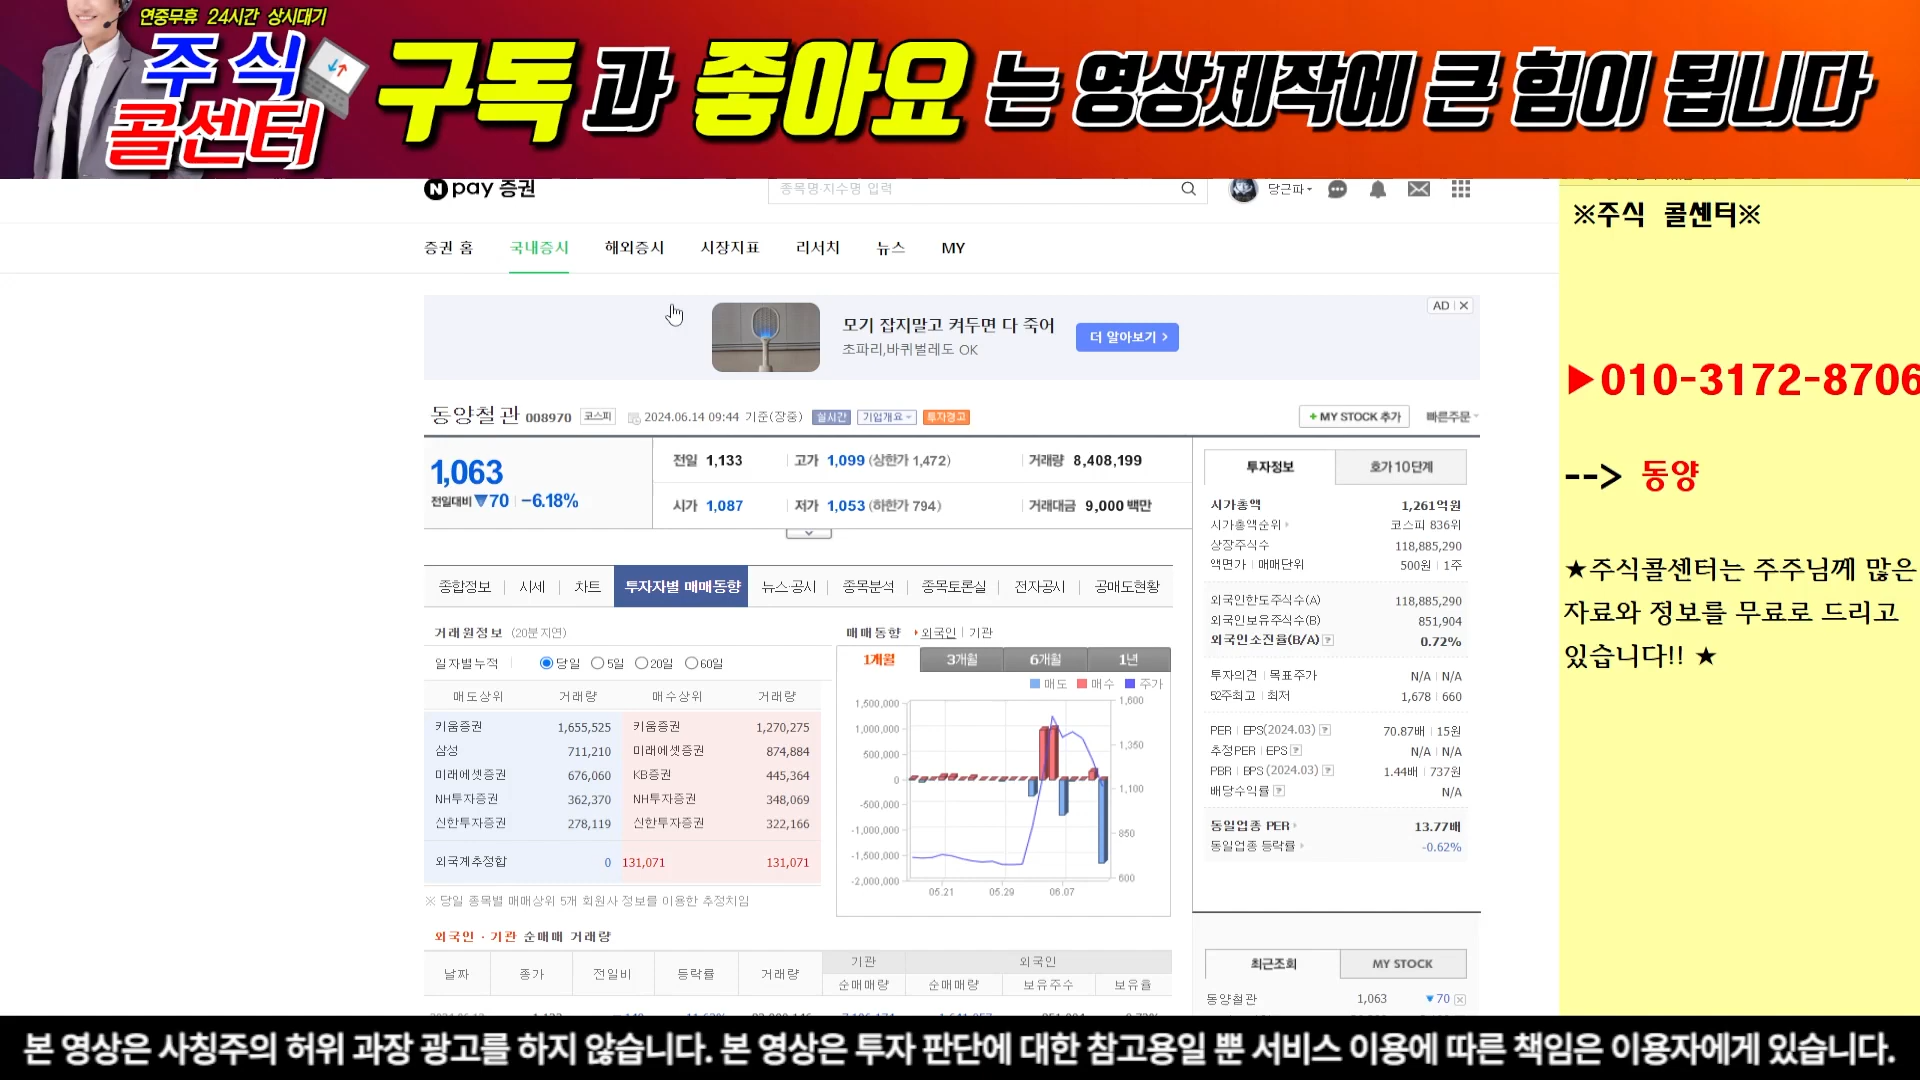 연중무휴 24시간 상시대기
주식
콜센터
구독과 좋아요는 영상제작에 큰 힘이 됩니다
N pay 증권
종목명·지수명 입력
당근파
증권 홈 국내증시 해외증시 시장지표 리서치 뉴스 MY
모기 잡지말고 켜두면 다 죽어
초파리,바퀴벌레도 OK
더 알아보기 >
AD X
동양철관 008970 코스피 2024.06.14 09:44 기준(장중) 실시간 기업개요 투자경고
+ MY STOCK 추가 빠른주문
1,063
전일대비 ▼70 -6.18%
전일 1,133 고가 1,099 (상한가 1,472) 거래량 8,408,199
시가 1,087 저가 1,053 (하한가 794) 거래대금 9,000 백만
종합정보 시세 차트 투자자별 매매동향 뉴스·공시 종목분석 종목토론실 전자공시 공매도현황
거래원정보 (20분지연)
일자별누적 당일 5일 20일 60일
매도상위 거래량 매수상위 거래량
키움증권 1,655,525 키움증권 1,270,275
삼성 711,210 미래에셋증권 874,884
미래에셋증권 676,060 KB증권 445,364
NH투자증권 362,370 NH투자증권 348,069
신한투자증권 278,119 신한투자증권 322,166
외국계추정합 0 131,071 131,071
※ 당일 종목별 매매상위 5개 회원사 정보를 이용한 추정치임
매매동향 외국인 기관
1개월 3개월 6개월 1년
매도 매수 주가
1,500,000
1,000,000
500,000
0
-500,000
-1,000,000
-1,500,000
-2,000,000
1,600
1,350
1,100
850
600
05.21 05.29 06.07
외국인 · 기관 순매매 거래량
날짜 종가 전일비 등락률 거래량 기관 외국인
순매매량 순매매량 보유주수 보유율
투자정보 호가10단계
시가총액 1,261억원
시가총액순위 코스피 836위
상장주식수 118,885,290
액면가 매매단위 500원 1주
외국인한도주식수(A) 118,885,290
외국인보유주식수(B) 851,904
외국인소진율(B/A) ? 0.72%
투자의견 목표주가 N/A N/A
52주최고 최저 1,678 660
PER EPS(2024.03) ? 70.87배 15원
추정PER EPS ? N/A N/A
PBR BPS (2024.03) ? 1.44배 737원
배당수익률 ? N/A
동일업종 PER 13.77배
동일업종 등락률 -0.62%
최근조회 MY STOCK
동양철관 1,063 ▼70
※주식 콜센터※
▶010-3172-8706
--> 동양
★주식콜센터는 주주님께 많은
자료와 정보를 무료로 드리고
있습니다!! ★
본 영상은 사칭주의 허위 과장 광고를 하지 않습니다. 본 영상은 투자 판단에 대한 참고용일 뿐 서비스 이용에 따른 책임은 이용자에게 있습니다.